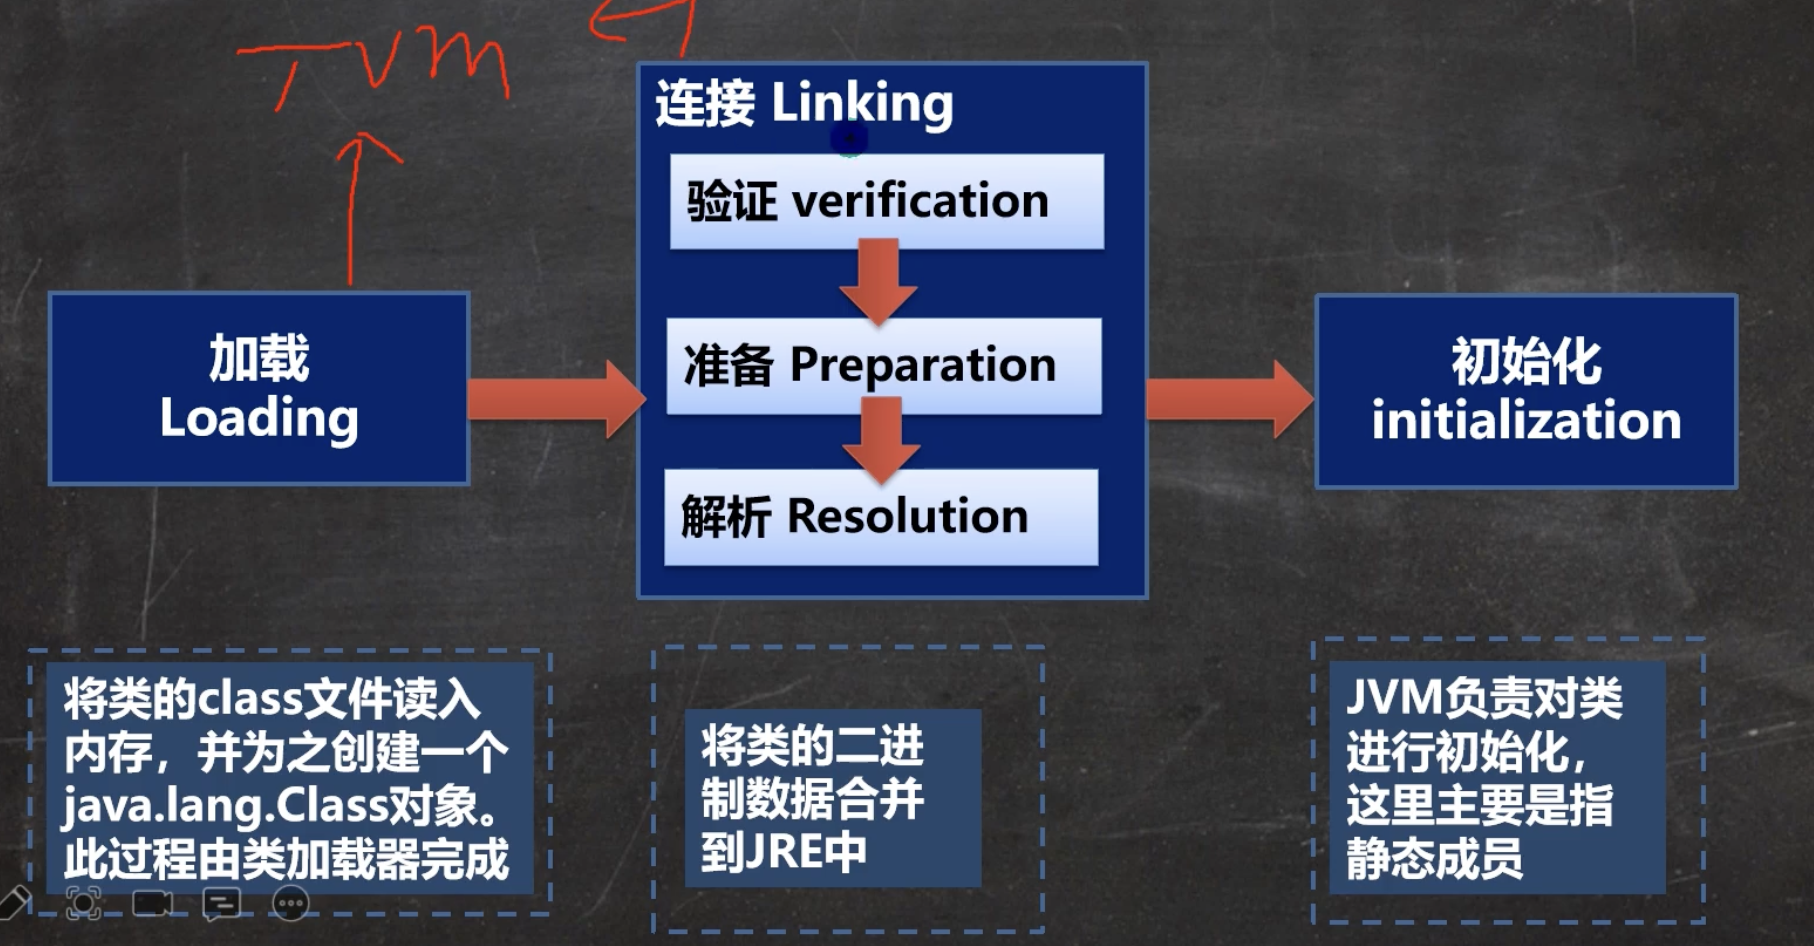 JVM
连接 Linking
验证 verification
准备 Preparation
解析 Resolution
加载
Loading
初始化
initialization
将类的class文件读入
内存，并为之创建一个
java.lang.Class对象。
此过程由类加载器完成
将类的二进
制数据合并
到JRE中
JVM负责对类
进行初始化，
这里主要是指
静态成员